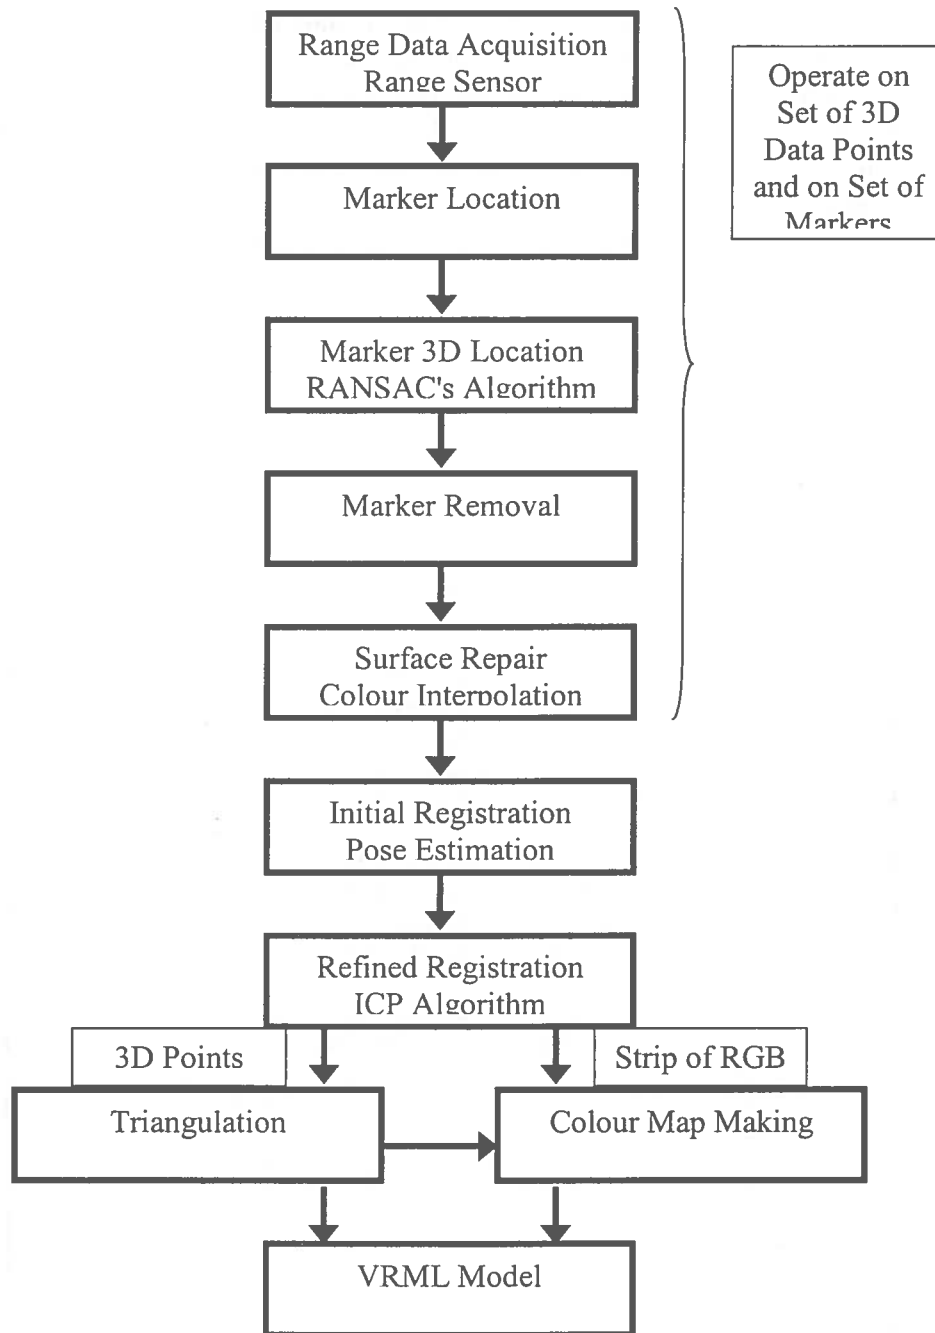 Range Data Acquisition
Range Sensor
Operate on
Set of 3D
Data Points
and on Set of
Markers
Marker Location
Marker 3D Location
RANSAC's Algorithm
Marker Removal
Surface Repair
Colour Interpolation
Initial Registration
Pose Estimation
Refined Registration
ICP Algorithm
3D Points
Strip of RGB
Triangulation
Colour Map Making
VRML Model